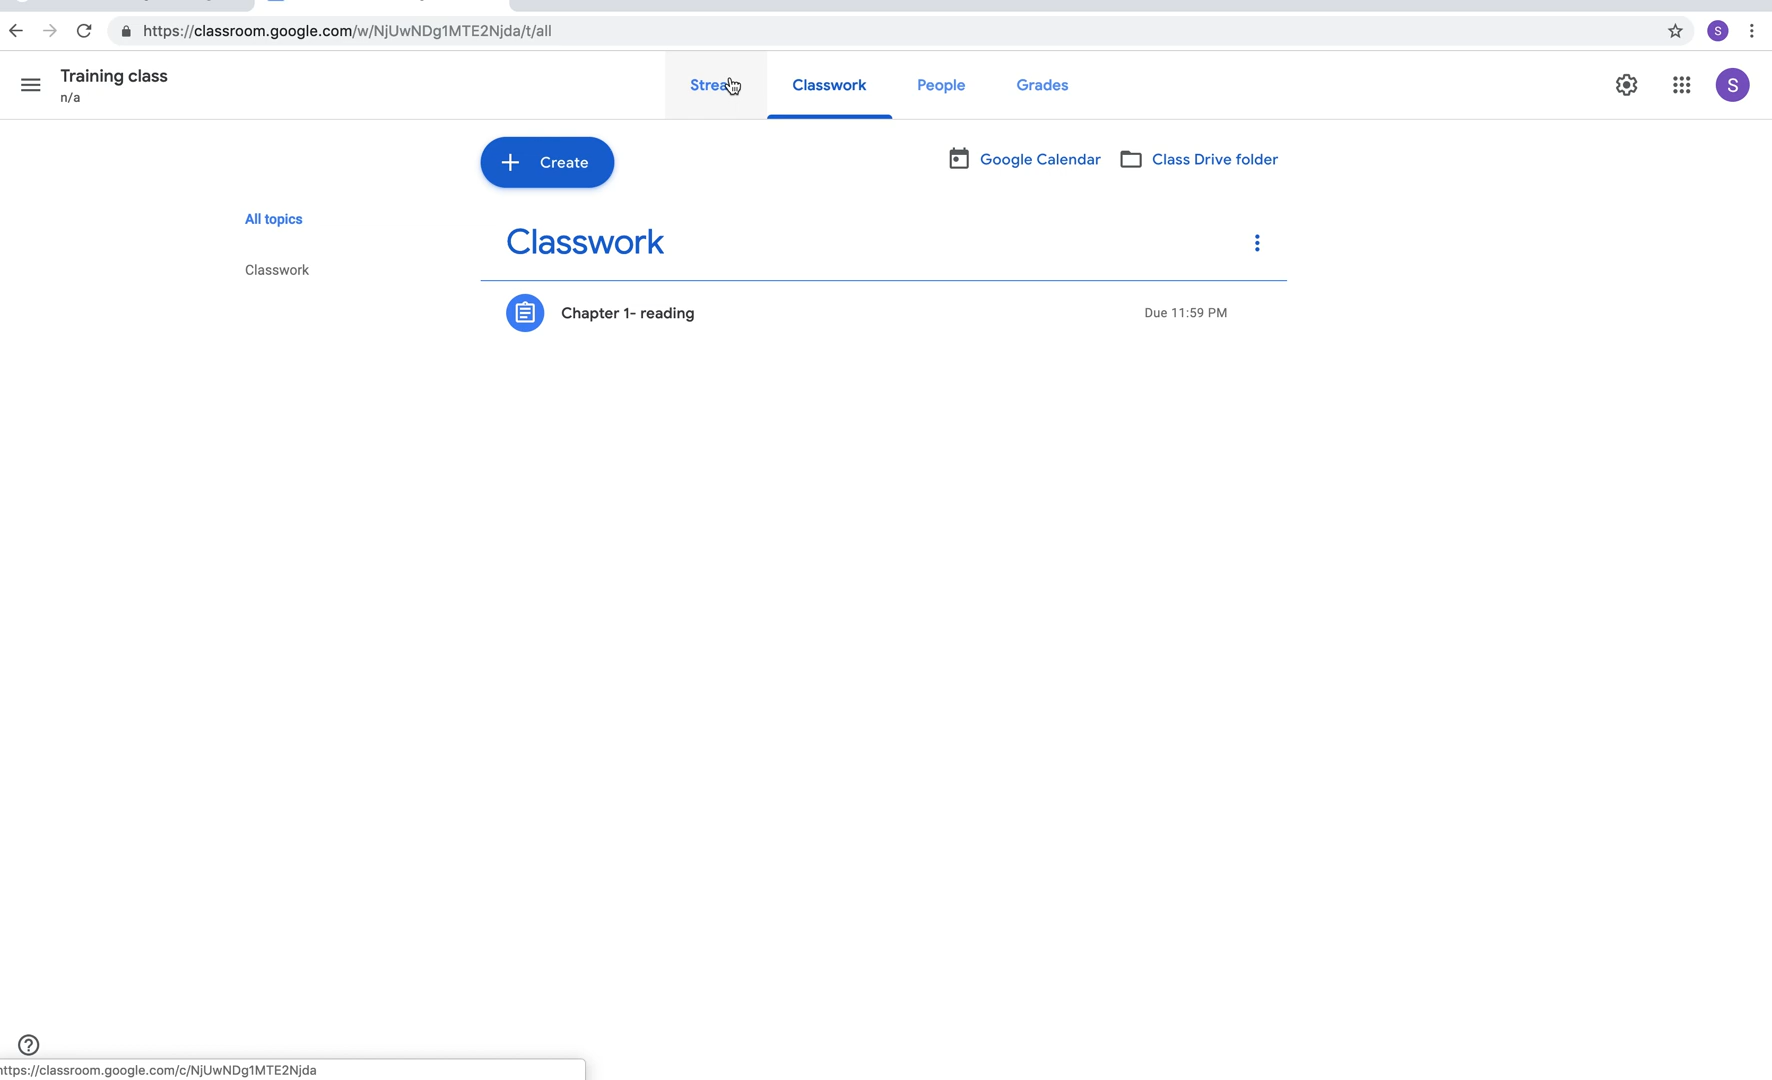 https://classroom.google.com/w/NjUwNDg1MTE2Njda/t/all
S
Training class
n/a
Classwork
People
Grades
S
Create
Google Calendar
Class Drive folder
All topics
Classwork
Classwork
Chapter 1- reading
Due 11:59 PM
ttps://classroom.google.com/c/NjUwNDg1MTE2Njda